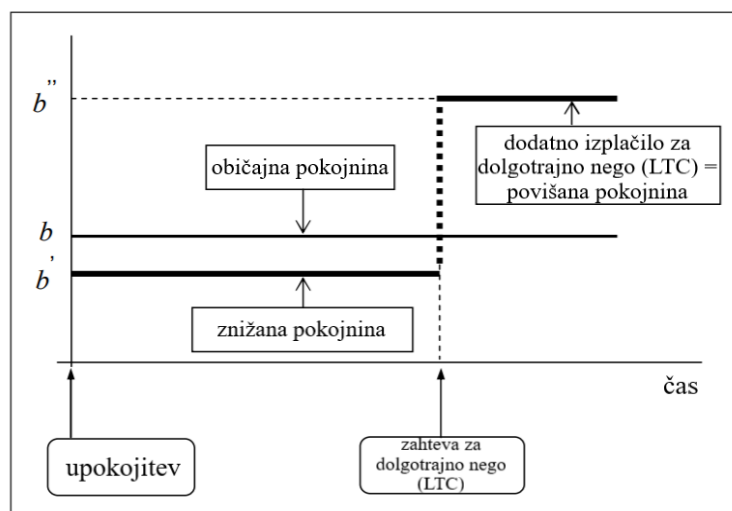 b''
dodatno izplačilo za
dolgotrajno nego (LTC) =
povišana pokojnina
običajna pokojnina
b
b'
znižana pokojnina
čas
upokojitev
zahteva za
dolgotrajno nego
(LTC)